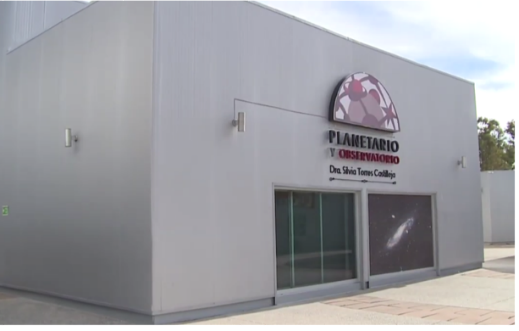 PLANETARIO
Y OBSERVATORIO
Dra. Silvia Torres Castilleja